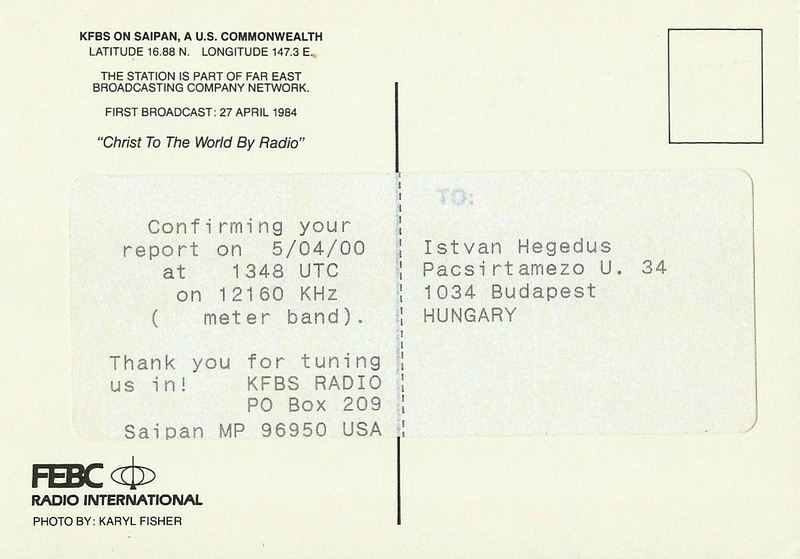 KFBS ON SAIPAN, A U.S. COMMONWEALTH
LATITUDE 16.88 N. LONGITUDE 147.3 E.
THE STATION IS PART OF FAR EAST
BROADCASTING COMPANY NETWORK.
FIRST BROADCAST: 27 APRIL 1984
"Christ To The World By Radio"
Confirming your
report on 5/04/00
at 1348 UTC
on 12160 KHz
( meter band).
Thank you for tuning
us in! KFBS RADIO
PO Box 209
Saipan MP 96950 USA
TO:
Istvan Hegedus
Pacsirtamezo U. 34
1034 Budapest
HUNGARY
FEBC
RADIO INTERNATIONAL
PHOTO BY: KARYL FISHER